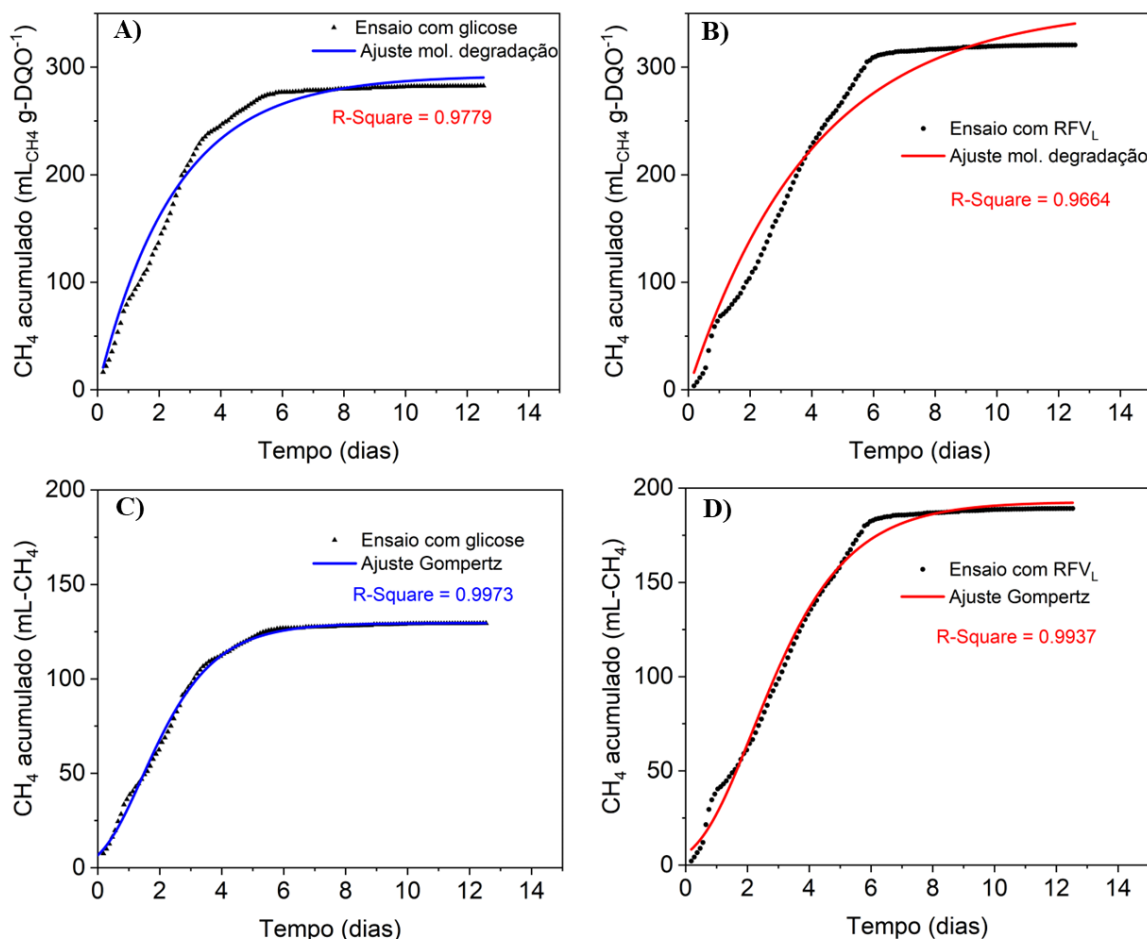 A)
Ensaio com glicose
Ajuste mol. degradação
R-Square = 0.9779
CH4 acumulado (mLCH4 g-DQO-1)
300
200
100
0
0 2 4 6 8 10 12 14
Tempo (dias)
B)
Ensaio com RFVL
Ajuste mol. degradação
R-Square = 0.9664
CH4 acumulado (mLCH4 g-DQO-1)
300
200
100
0
0 2 4 6 8 10 12 14
Tempo (dias)
C)
Ensaio com glicose
Ajuste Gompertz
R-Square = 0.9973
CH4 acumulado (mL-CH4)
200
150
100
50
0
0 2 4 6 8 10 12 14
Tempo (dias)
D)
Ensaio com RFVL
Ajuste Gompertz
R-Square = 0.9937
CH4 acumulado (mL-CH4)
200
150
100
50
0
0 2 4 6 8 10 12 14
Tempo (dias)